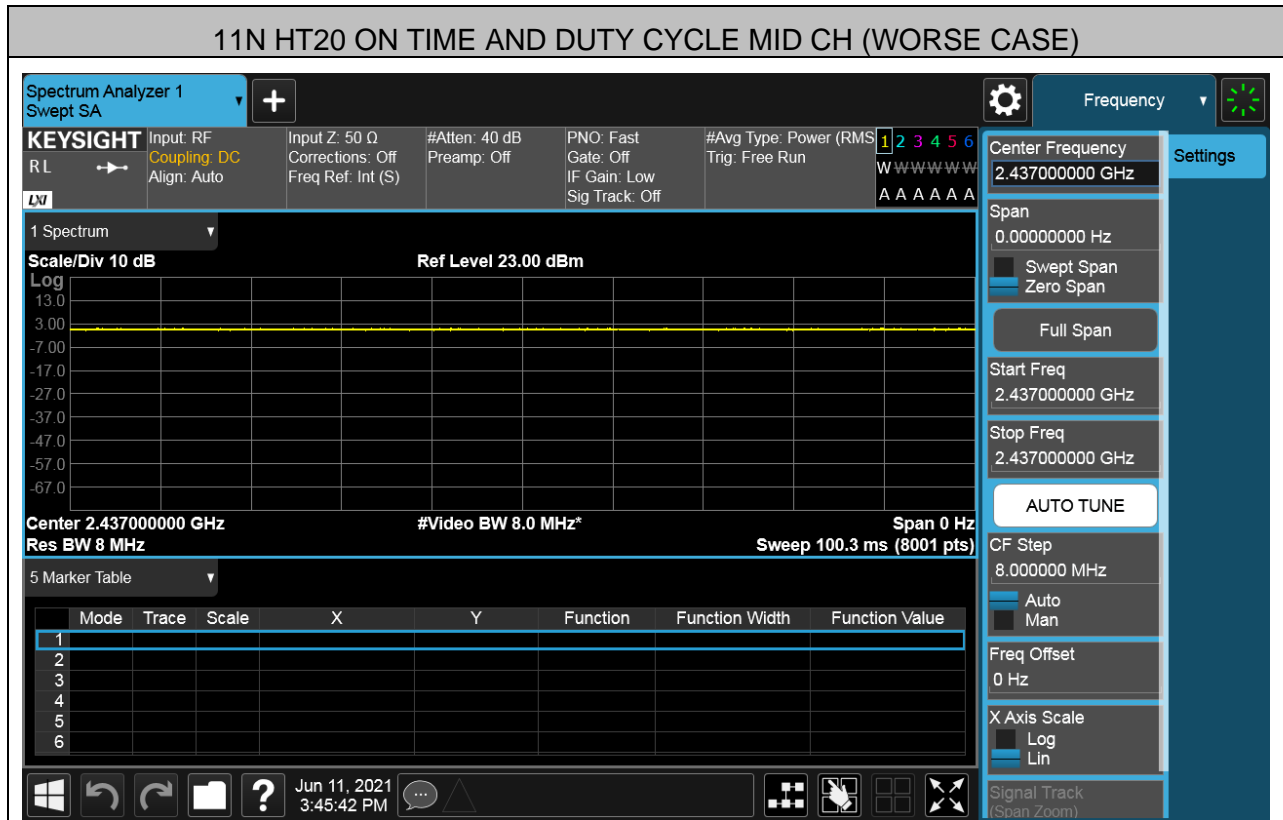 11N HT20 ON TIME AND DUTY CYCLE MID CH (WORSE CASE)
Spectrum Analyzer 1
Swept SA
Frequency
KEYSIGHT
RL
LXI
Input: RF
Coupling: DC
Align: Auto
Input Z: 50 Ω
Corrections: Off
Freq Ref: Int (S)
#Atten: 40 dB
Preamp: Off
PNO: Fast
Gate: Off
IF Gain: Low
Sig Track: Off
#Avg Type: Power (RMS
Trig: Free Run
1 2 3 4 5 6
W W W W W W
A A A A A A
1 Spectrum
Scale/Div 10 dB
Ref Level 23.00 dBm
Log
13.0
3.00
-7.00
-17.0
-27.0
-37.0
-47.0
-57.0
-67.0
Center 2.437000000 GHz
#Video BW 8.0 MHz*
Span 0 Hz
Res BW 8 MHz
Sweep 100.3 ms (8001 pts)
5 Marker Table
Mode Trace Scale X Y Function Function Width Function Value
1
2
3
4
5
6
Jun 11, 2021
3:45:42 PM
Center Frequency
2.437000000 GHz
Settings
Span
0.00000000 Hz
Swept Span
Zero Span
Full Span
Start Freq
2.437000000 GHz
Stop Freq
2.437000000 GHz
AUTO TUNE
CF Step
8.000000 MHz
Auto
Man
Freq Offset
0 Hz
X Axis Scale
Log
Lin
Signal Track
(Span Zoom)